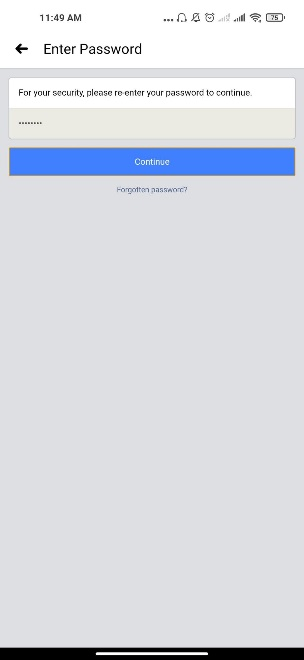 11:49 AM
75
Enter Password
For your security, please re-enter your password to continue.
••••••••
Continue
Forgotten password?